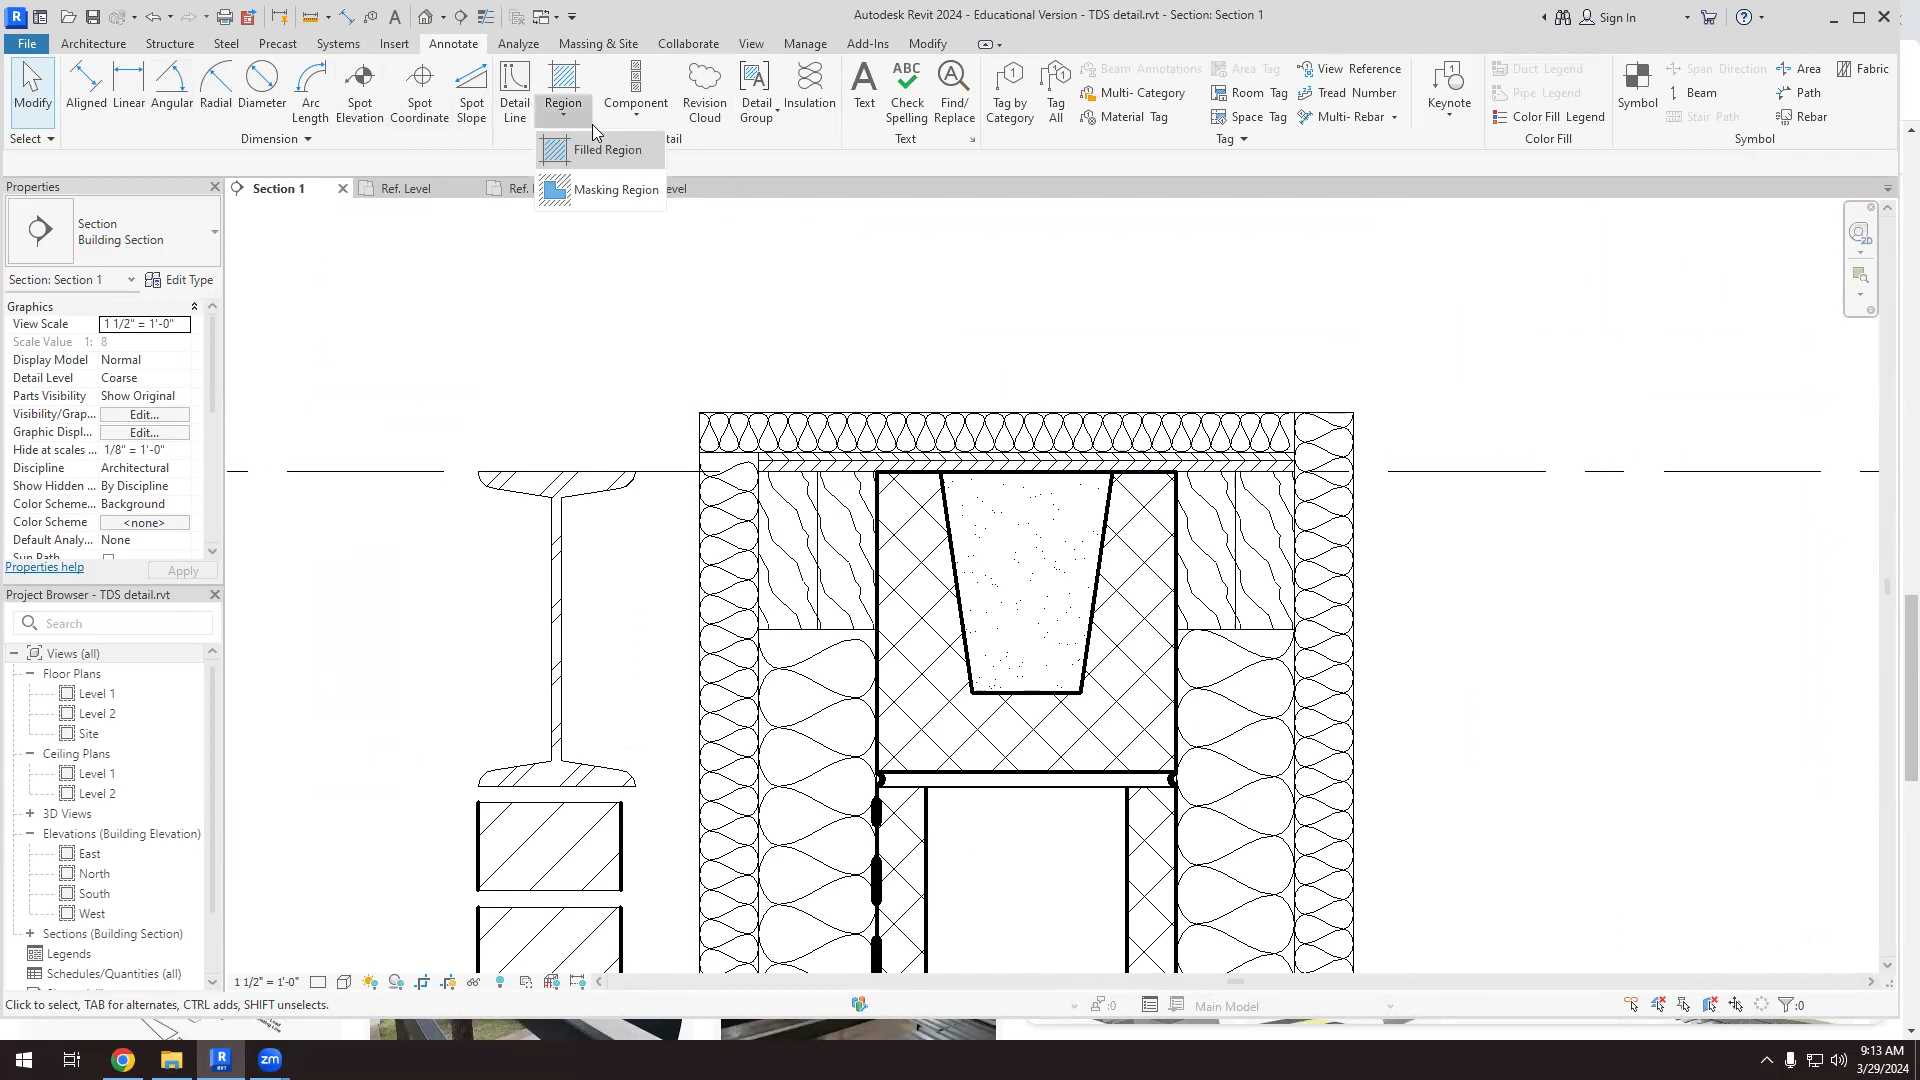 Autodesk Revit 2024 - Educational Version - TDS detail.rvt - Section: Section 1
Sign In
File Architecture Structure Steel Precast Systems Insert Annotate Analyze Massing & Site Collaborate View Manage Add-Ins Modify
Modify
Aligned Linear Angular Radial Diameter Arc Length Spot Elevation Spot Coordinate Spot Slope
Detail Line Region Component Revision Cloud Detail Group Insulation
ABC
Text Check Spelling Find/ Replace
Tag by Category Tag All
Beam Annotations Area Tag View Reference
Multi- Category Room Tag Tread Number
Material Tag Space Tag Multi- Rebar
Keynote
Duct Legend
Pipe Legend
Color Fill Legend
Symbol
Span Direction Area Fabric
Beam Path
Stair Path Rebar
Select Dimension tail Text Tag Color Fill Symbol
Filled Region
Masking Region
Properties
Section 1 Ref. Level Ref. evel
Section
Building Section
Section: Section 1 Edit Type
Graphics
View Scale 1 1/2" = 1'-0"
Scale Value 1: 8
Display Model Normal
Detail Level Coarse
Parts Visibility Show Original
Visibility/Grap... Edit...
Graphic Displ... Edit...
Hide at scales ... 1/8" = 1'-0"
Discipline Architectural
Show Hidden ... By Discipline
Color Scheme... Background
Color Scheme <none>
Default Analy... None
Sun Path
Properties help Apply
Project Browser - TDS detail.rvt
Search
Views (all)
Floor Plans
Level 1
Level 2
Site
Ceiling Plans
Level 1
Level 2
3D Views
Elevations (Building Elevation)
East
North
South
West
Sections (Building Section)
Legends
Schedules/Quantities (all)
2D
1 1/2" = 1'-0"
Click to select, TAB for alternates, CTRL adds, SHIFT unselects.
:0
Main Model
:0
RVT
zm
9:13 AM
3/29/2024